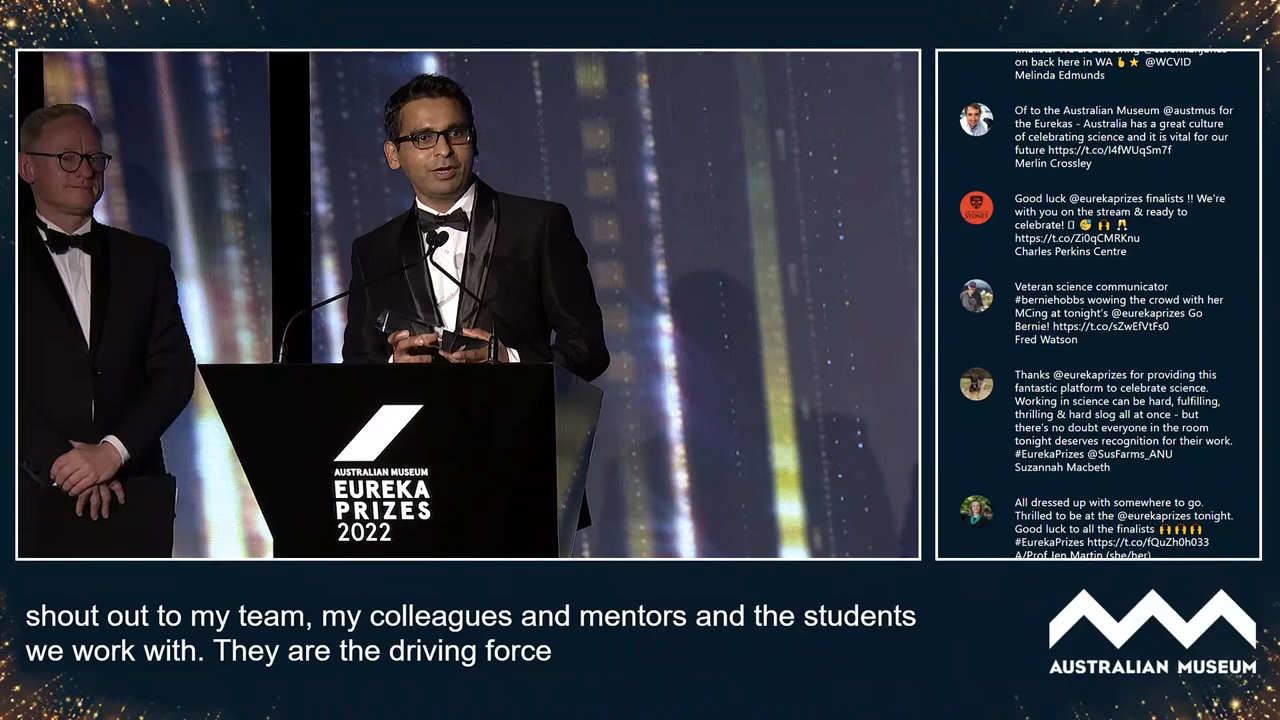 AUSTRALIAN MUSEUM
EUREKA
PRIZES
2022
on back here in WA 🫰⭐ @WCVID
Melinda Edmunds
Of to the Australian Museum @austmus for
the Eurekas - Australia has a great culture
of celebrating science and it is vital for our
future https://t.co/l4fWUqSm7f
Merlin Crossley
SYDNEY
Good luck @eurekaprizes finalists !! We're
with you on the stream & ready to
celebrate! 🥳 🙌 🥂
https://t.co/Zi0qCMRKnu
Charles Perkins Centre
Veteran science communicator
#berniehobbs wowing the crowd with her
MCing at tonight's @eurekaprizes Go
Bernie! https://t.co/sZwEfVtFs0
Fred Watson
Thanks @eurekaprizes for providing this
fantastic platform to celebrate science.
Working in science can be hard, fulfilling,
thrilling & hard slog all at once - but
there's no doubt everyone in the room
tonight deserves recognition for their work.
#EurekaPrizes @SusFarms_ANU
Suzannah Macbeth
All dressed up with somewhere to go.
Thrilled to be at the @eurekaprizes tonight.
Good luck to all the finalists 🙌🙌🙌
#EurekaPrizes https://t.co/fQuZh0h033
A/Prof Jen Martin (she/her)
shout out to my team, my colleagues and mentors and the students
we work with. They are the driving force
AUSTRALIAN MUSEUM